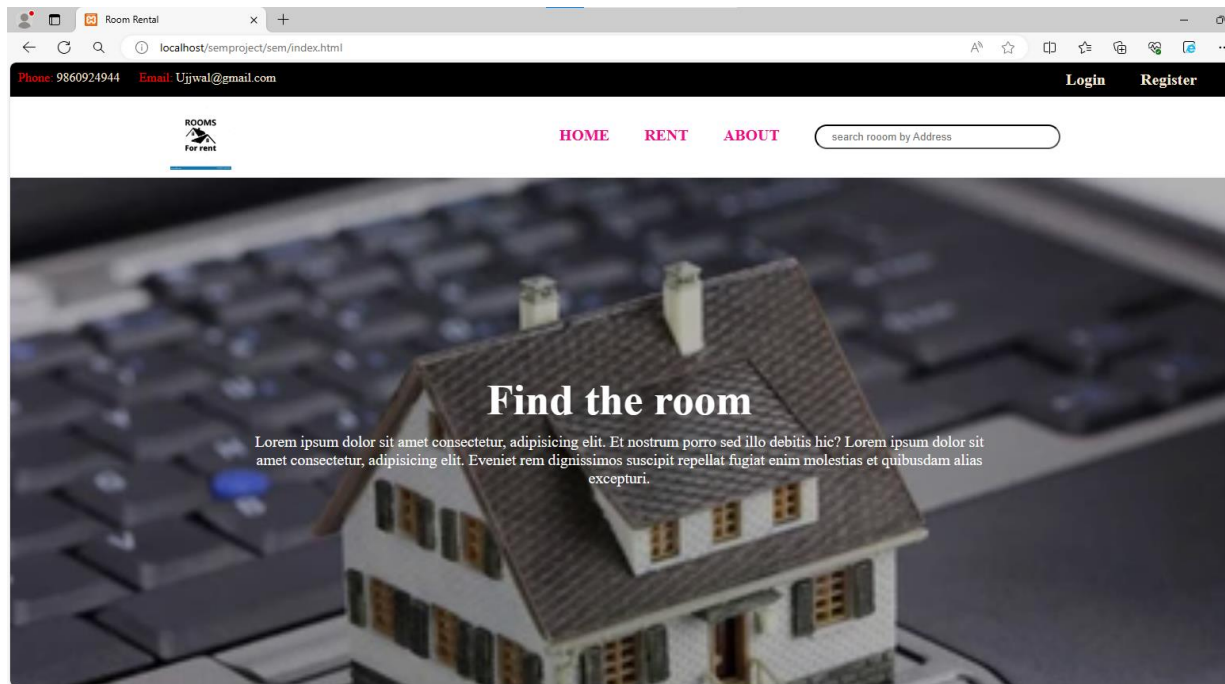 Room Rental
localhost/semproject/sem/index.html
Phone: 9860924944 Email: Ujjwal@gmail.com Login Register
ROOMS
For rent
HOME RENT ABOUT search rooom by Address
Find the room
Lorem ipsum dolor sit amet consectetur, adipisicing elit. Et nostrum porro sed illo debitis hic? Lorem ipsum dolor sit
amet consectetur, adipisicing elit. Eveniet rem dignissimos suscipit repellat fugiat enim molestias et quibusdam alias
excepturi.